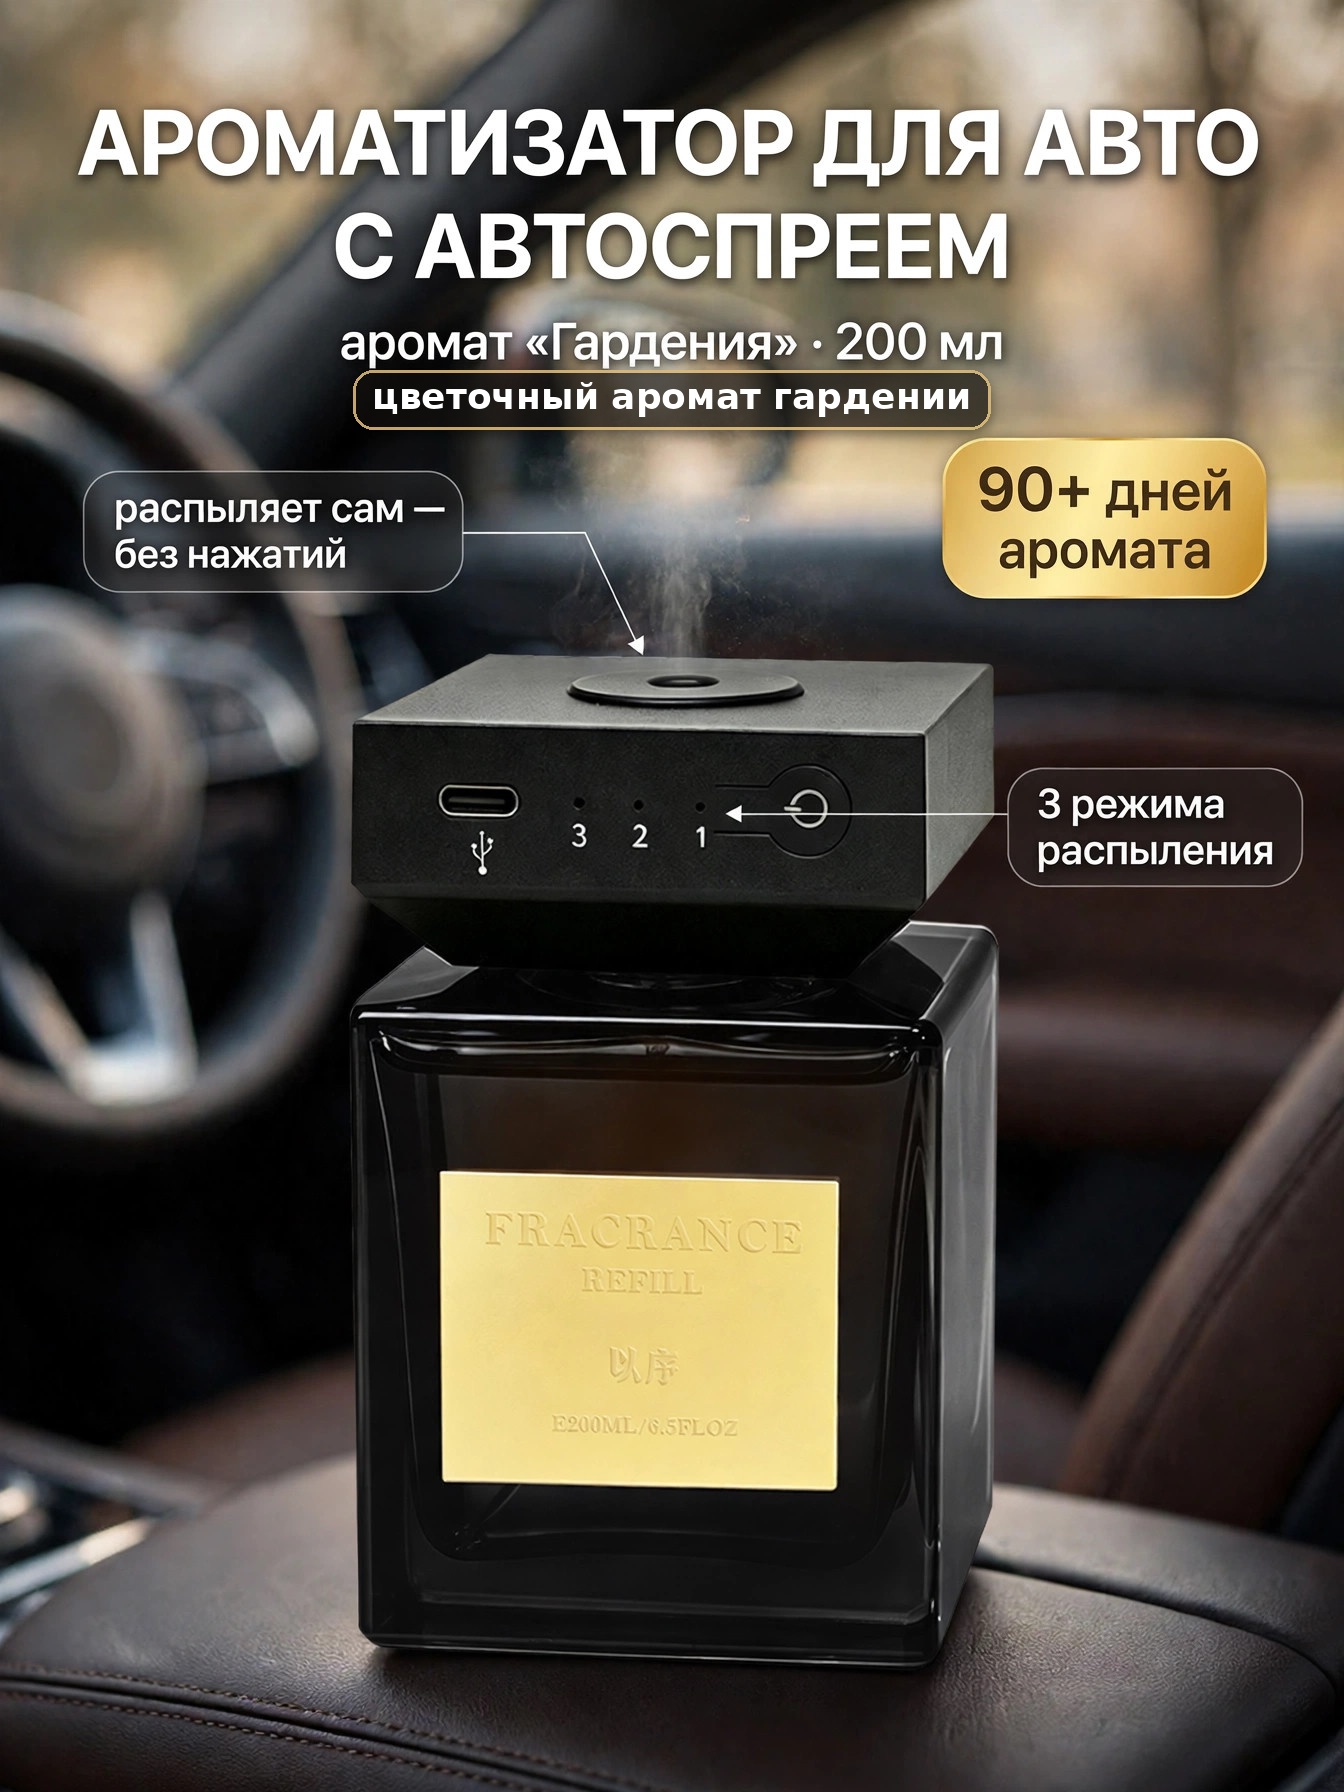 АРОМАТИЗАТОР ДЛЯ АВТО
С АВТОСПРЕЕМ
аромат «Гардения» · 200 мл
цветочный аромат гардении
90+ дней
аромата
распыляет сам —
без нажатий
3 2 1
3 режима
распыления
FRACRANCE
REFILL
以序
E200ML/6.5FLOZ